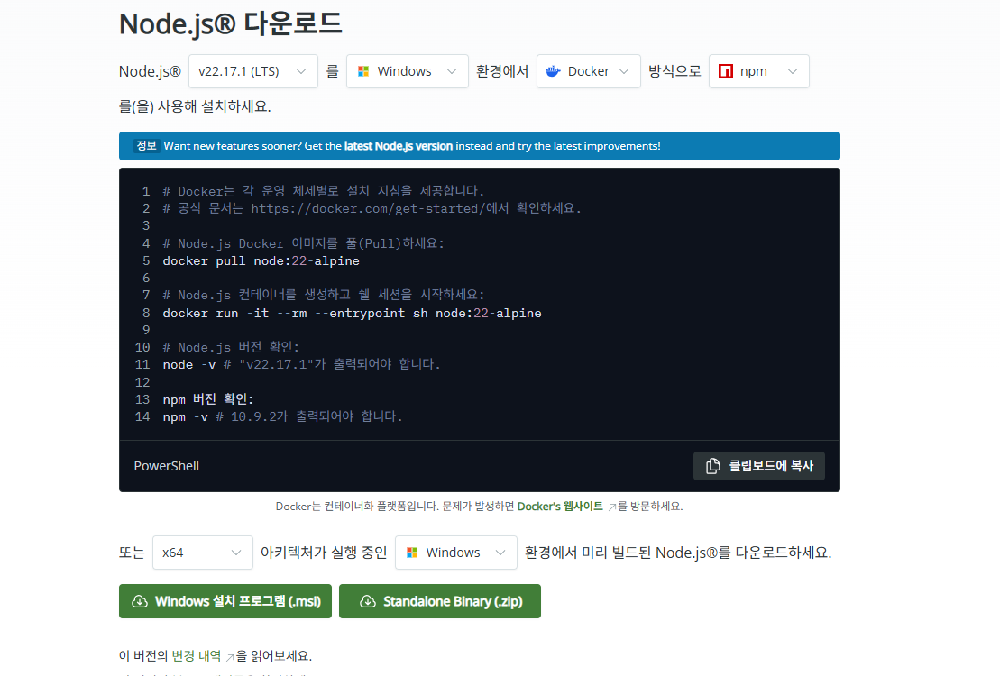 Node.js® 다운로드
Node.js® v22.17.1 (LTS) 를 Windows 환경에서 Docker 방식으로 npm
를(을) 사용해 설치하세요.
정보 Want new features sooner? Get the latest Node.js version instead and try the latest improvements!
1 # Docker는 각 운영 체제별로 설치 지침을 제공합니다.
2 # 공식 문서는 https://docker.com/get-started/에서 확인하세요.
3
4 # Node.js Docker 이미지를 풀(Pull)하세요:
5 docker pull node:22-alpine
6
7 # Node.js 컨테이너를 생성하고 쉘 세션을 시작하세요:
8 docker run -it --rm --entrypoint sh node:22-alpine
9
10 # Node.js 버전 확인:
11 node -v # "v22.17.1"가 출력되어야 합니다.
12
13 npm 버전 확인:
14 npm -v # 10.9.2가 출력되어야 합니다.
PowerShell 클립보드에 복사
Docker는 컨테이너화 플랫폼입니다. 문제가 발생하면 Docker's 웹사이트 를 방문하세요.
또는 x64 아키텍처가 실행 중인 Windows 환경에서 미리 빌드된 Node.js®를 다운로드하세요.
Windows 설치 프로그램 (.msi) Standalone Binary (.zip)
이 버전의 변경 내역 을 읽어보세요.